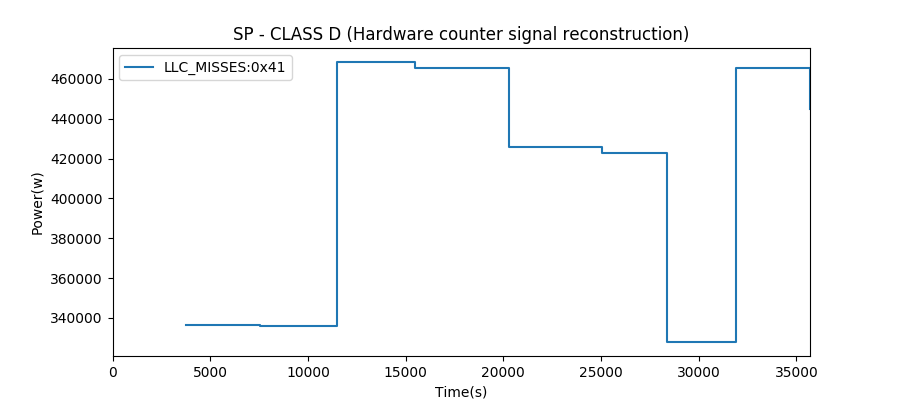 SP - CLASS D (Hardware counter signal reconstruction)
LLC_MISSES:0x41
460000
440000
420000
400000
380000
360000
340000
Power(w)
0 5000 10000 15000 20000 25000 30000 35000
Time(s)